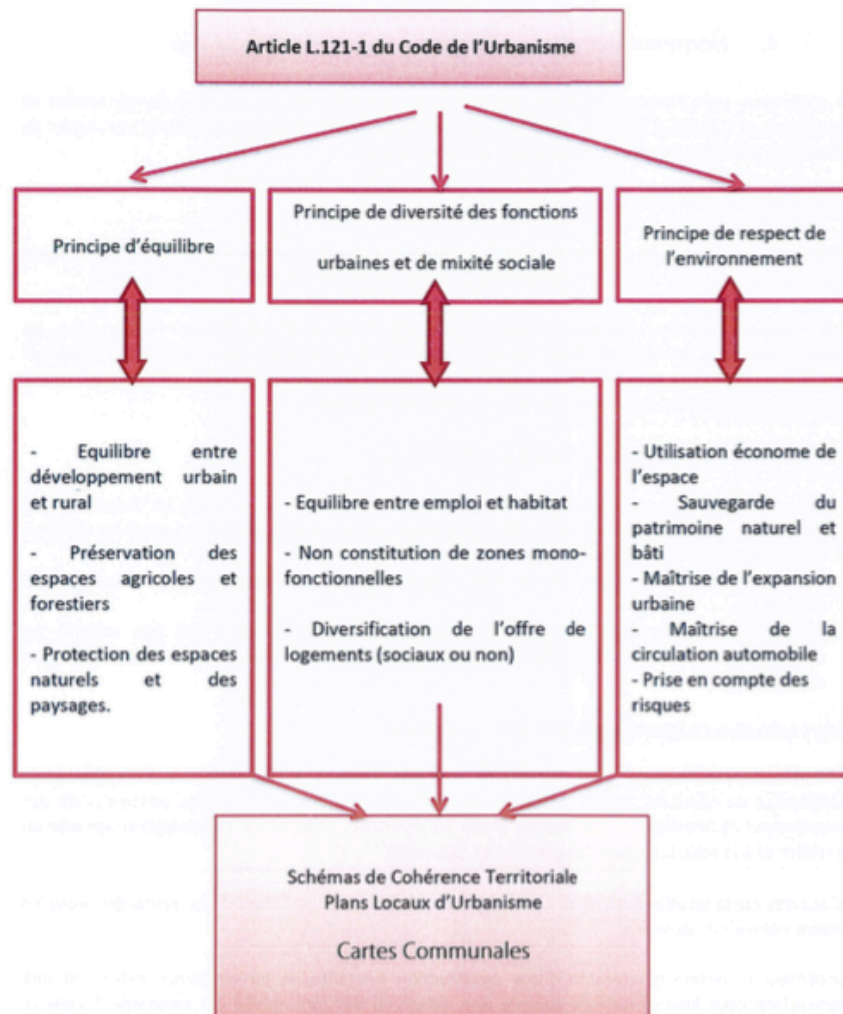 Article L.121-1 du Code de l'Urbanisme
Principe d'équilibre
Principe de diversité des fonctions
urbaines et de mixité sociale
Principe de respect de
l'environnement
- Equilibre entre
développement urbain
et rural
- Préservation des
espaces agricoles et
forestiers
- Protection des espaces
naturels et des
paysages.
- Equilibre entre emploi et habitat
- Non constitution de zones mono-
fonctionnelles
- Diversification de l'offre de
logements (sociaux ou non)
- Utilisation économe de
l'espace
- Sauvegarde du
patrimoine naturel et
bâti
- Maîtrise de l'expansion
urbaine
- Maîtrise de la
circulation automobile
- Prise en compte des
risques
Schémas de Cohérence Territoriale
Plans Locaux d'Urbanisme
Cartes Communales